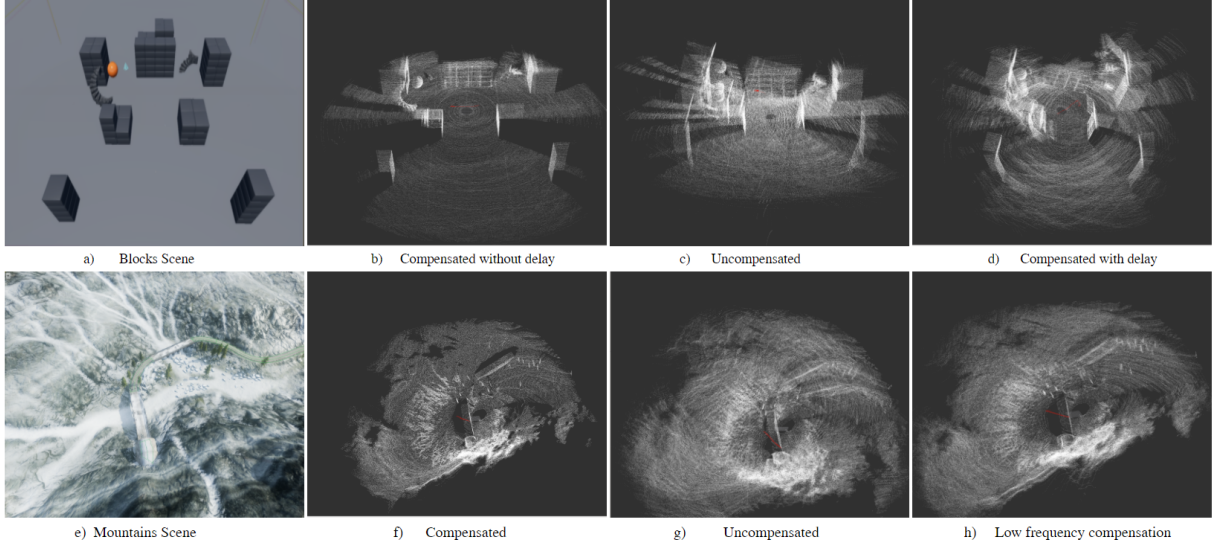 a) Blocks Scene
b) Compensated without delay
c) Uncompensated
d) Compensated with delay
e) Mountains Scene
f) Compensated
g) Uncompensated
h) Low frequency compensation